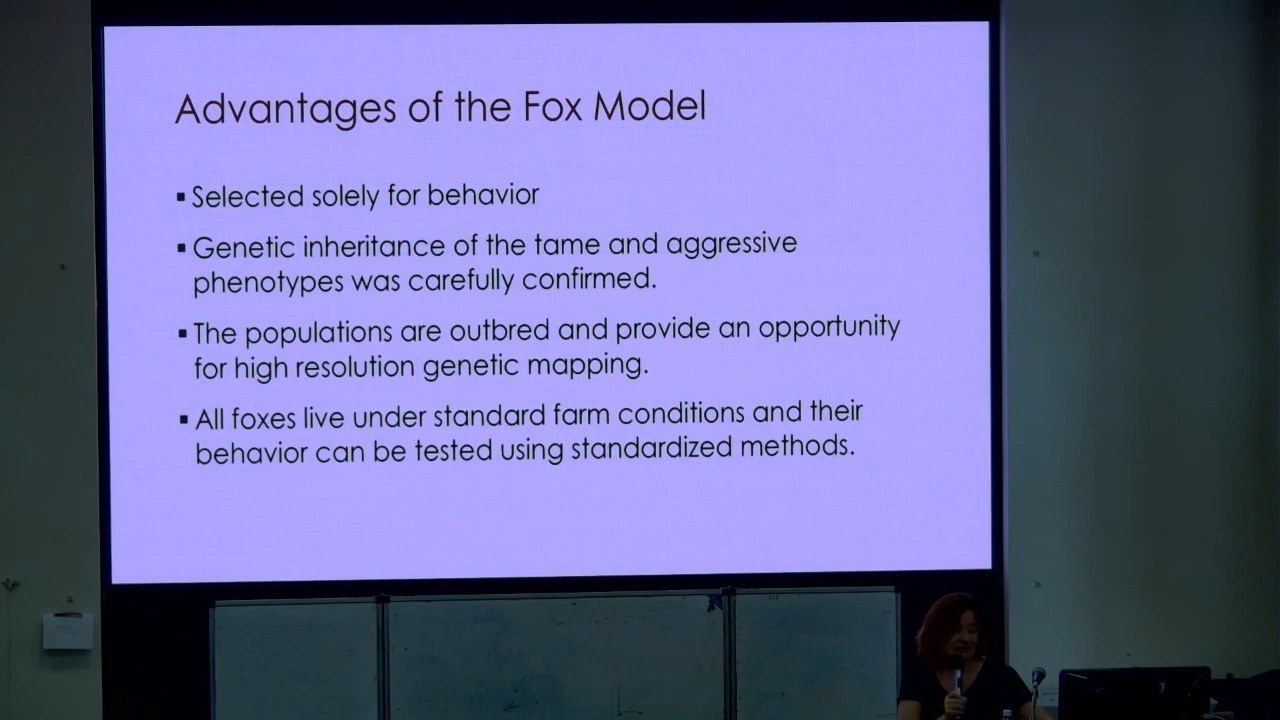 Advantages of the Fox Model
▪ Selected solely for behavior
▪ Genetic inheritance of the tame and aggressive
phenotypes was carefully confirmed.
▪ The populations are outbred and provide an opportunity
for high resolution genetic mapping.
▪ All foxes live under standard farm conditions and their
behavior can be tested using standardized methods.